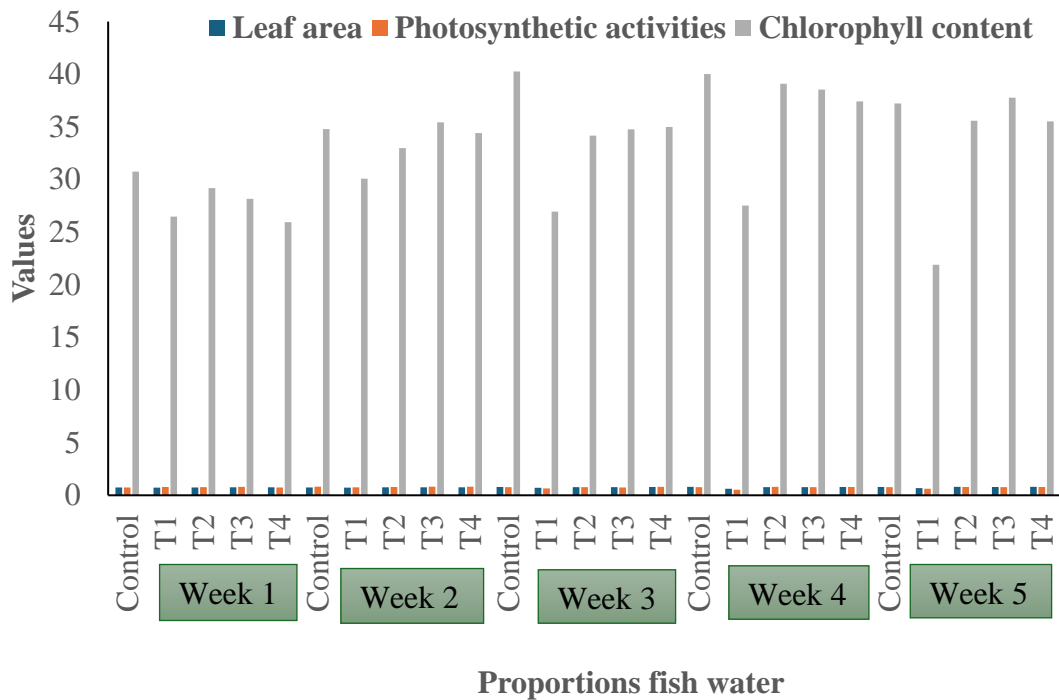 Leaf area Photosynthetic activities Chlorophyll content
45
40
35
30
25
20
15
10
5
0
Values
Control
T1
T2
T3
T4
Control
T1
T2
T3
T4
Control
T1
T2
T3
T4
Control
T1
T2
T3
T4
Control
T1
T2
T3
T4
Week 1
Week 2
Week 3
Week 4
Week 5
Proportions fish water